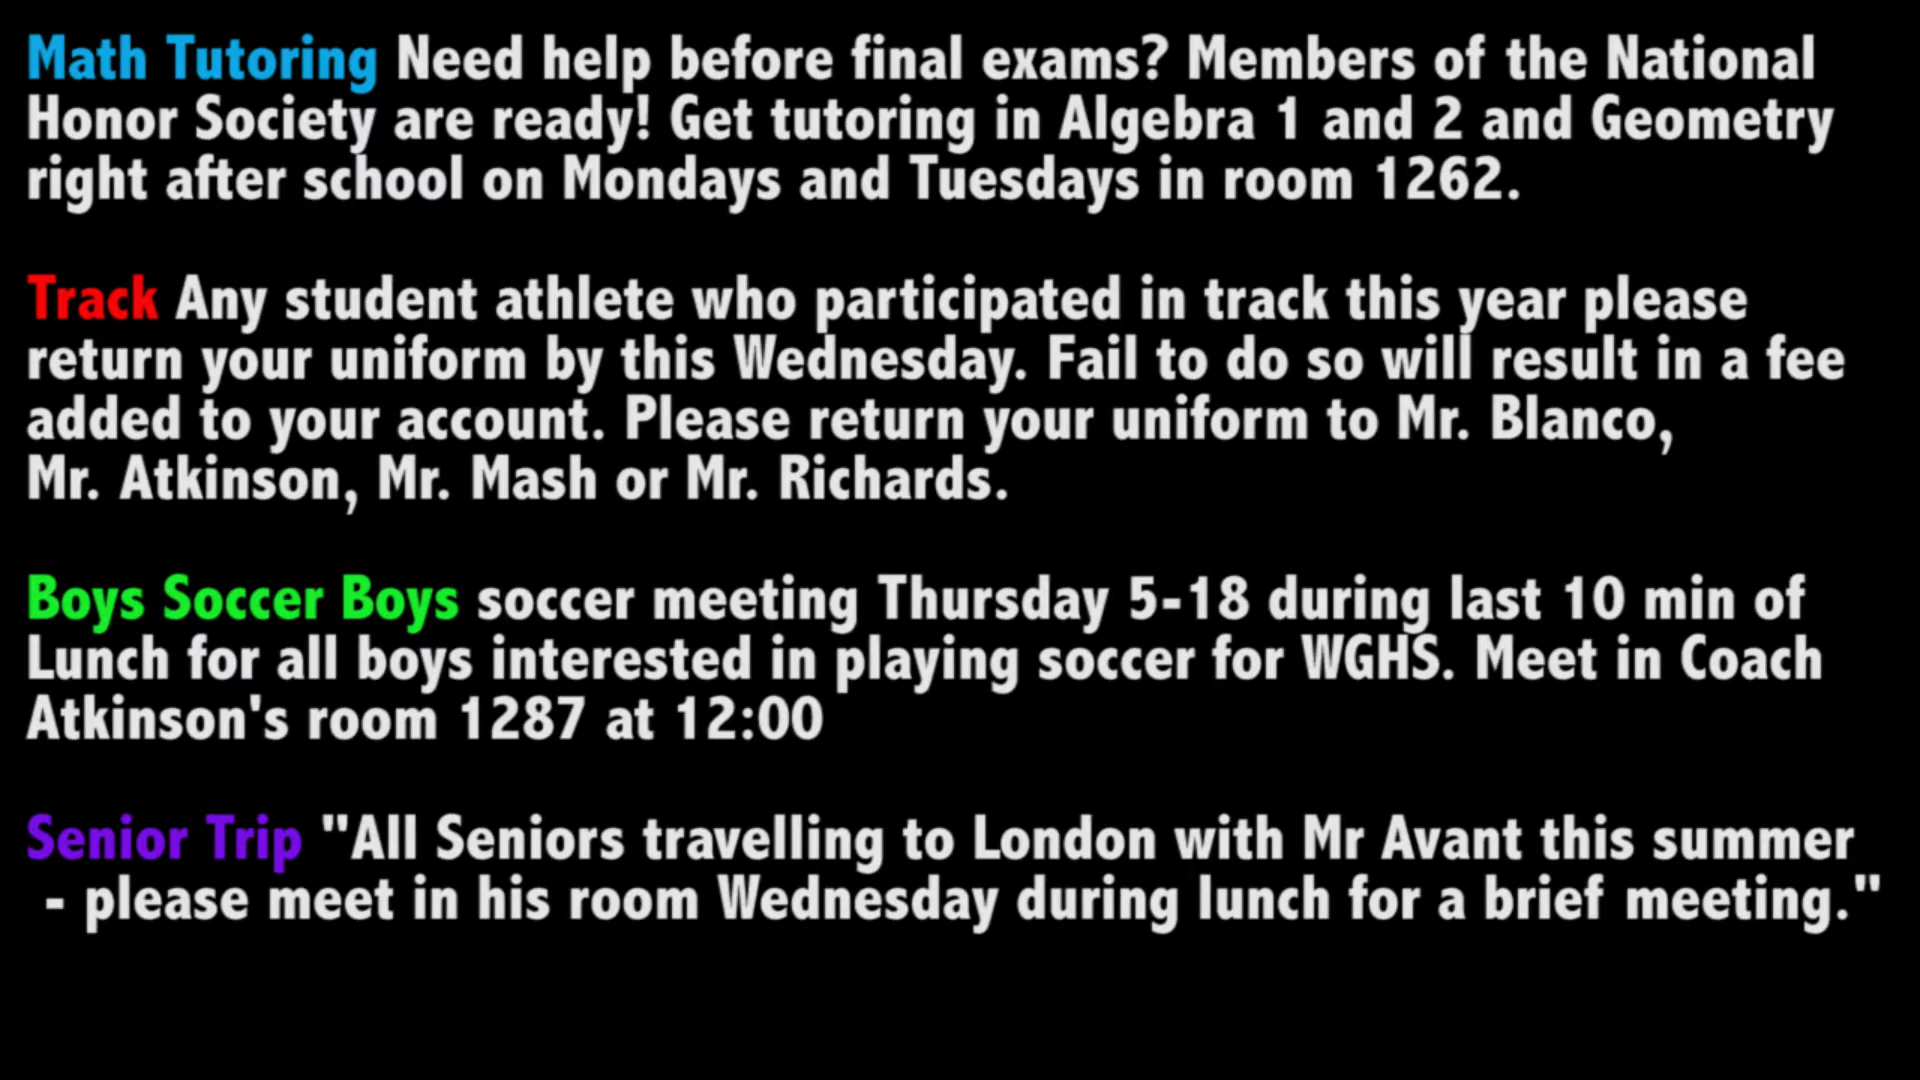 Math Tutoring Need help before final exams? Members of the National
Honor Society are ready! Get tutoring in Algebra 1 and 2 and Geometry
right after school on Mondays and Tuesdays in room 1262.
Track Any student athlete who participated in track this year please
return your uniform by this Wednesday. Fail to do so will result in a fee
added to your account. Please return your uniform to Mr. Blanco,
Mr. Atkinson, Mr. Mash or Mr. Richards.
Boys Soccer Boys soccer meeting Thursday 5-18 during last 10 min of
Lunch for all boys interested in playing soccer for WGHS. Meet in Coach
Atkinson's room 1287 at 12:00
Senior Trip "All Seniors travelling to London with Mr Avant this summer
- please meet in his room Wednesday during lunch for a brief meeting."